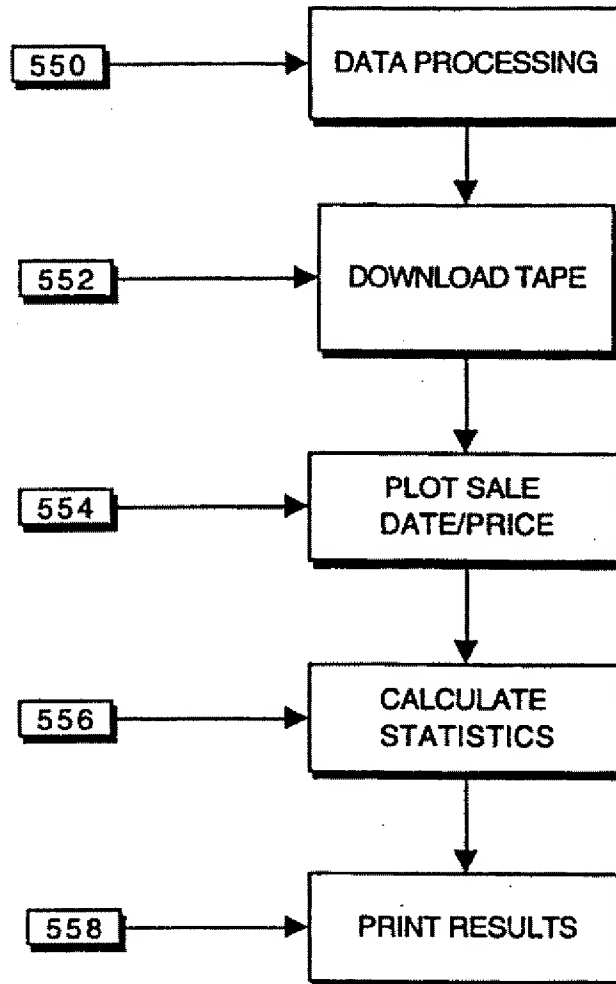 550
DATA PROCESSING
552
DOWNLOAD TAPE
554
PLOT SALE
DATE/PRICE
556
CALCULATE
STATISTICS
558
PRINT RESULTS